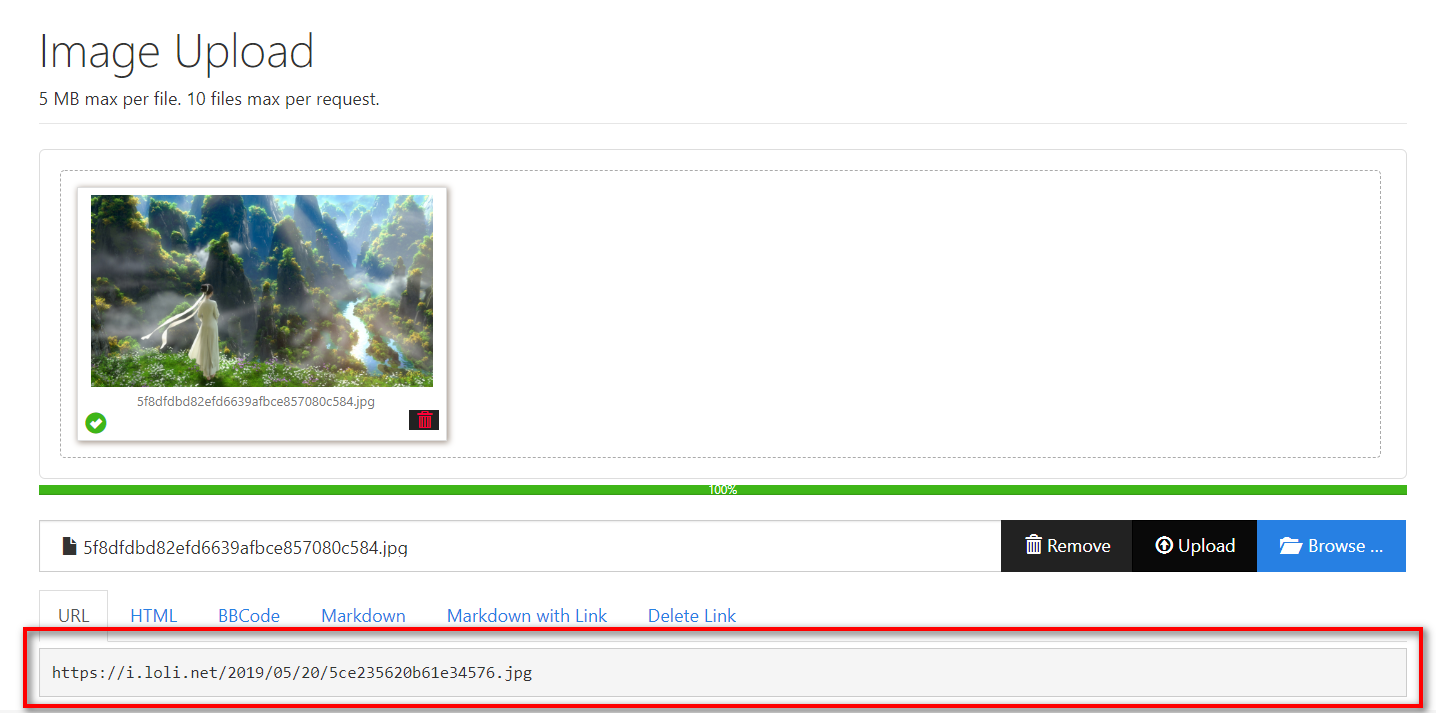 Image Upload
5 MB max per file. 10 files max per request.
5f8dfdbd82efd6639afbce857080c584.jpg
100%
5f8dfdbd82efd6639afbce857080c584.jpg
Remove
Upload
Browse ...
URL
HTML
BBCode
Markdown
Markdown with Link
Delete Link
https://i.loli.net/2019/05/20/5ce235620b61e34576.jpg